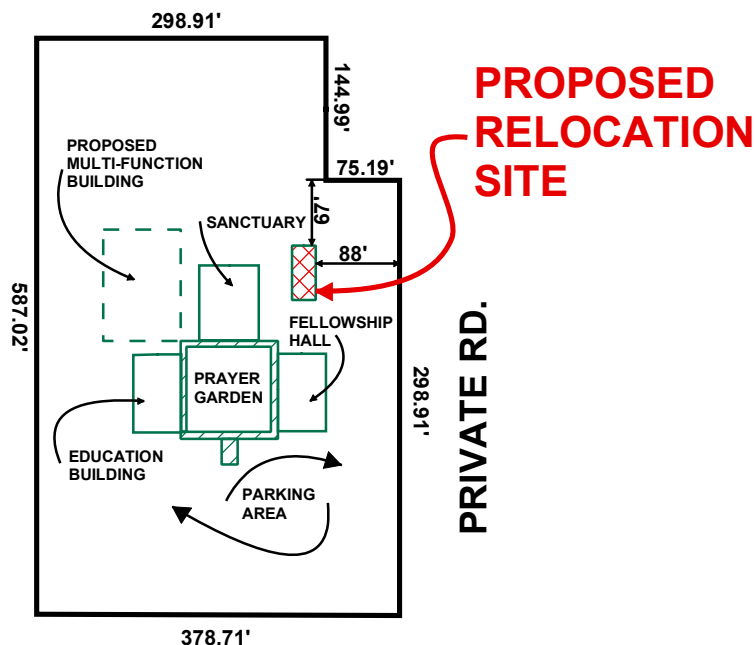 298.91'
144.99'
PROPOSED
RELOCATION
SITE
PROPOSED
MULTI-FUNCTION
BUILDING
75.19'
67'
SANCTUARY
88'
587.02'
FELLOWSHIP
HALL
PRIVATE RD.
PRAYER
GARDEN
298.91'
EDUCATION
BUILDING
PARKING
AREA
378.71'